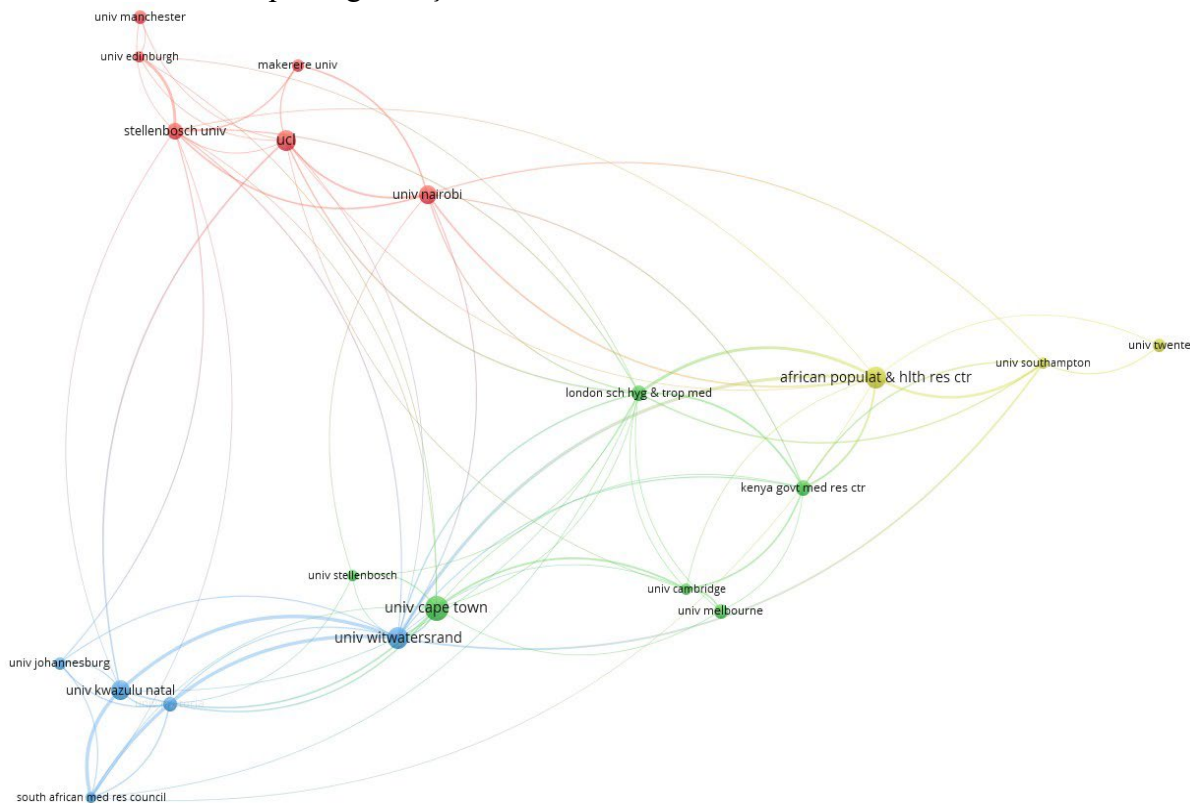 univ manchester
univ edinburgh
makerere univ
stellenbosch univ
ucl
univ nairobi
univ twente
univ southampton
african populat & hlth res ctr
london sch hyg & trop med
kenya govt med res ctr
univ stellenbosch
univ cambridge
univ cape town
univ melbourne
univ witwatersrand
univ johannesburg
univ kwazulu natal
south african med res council